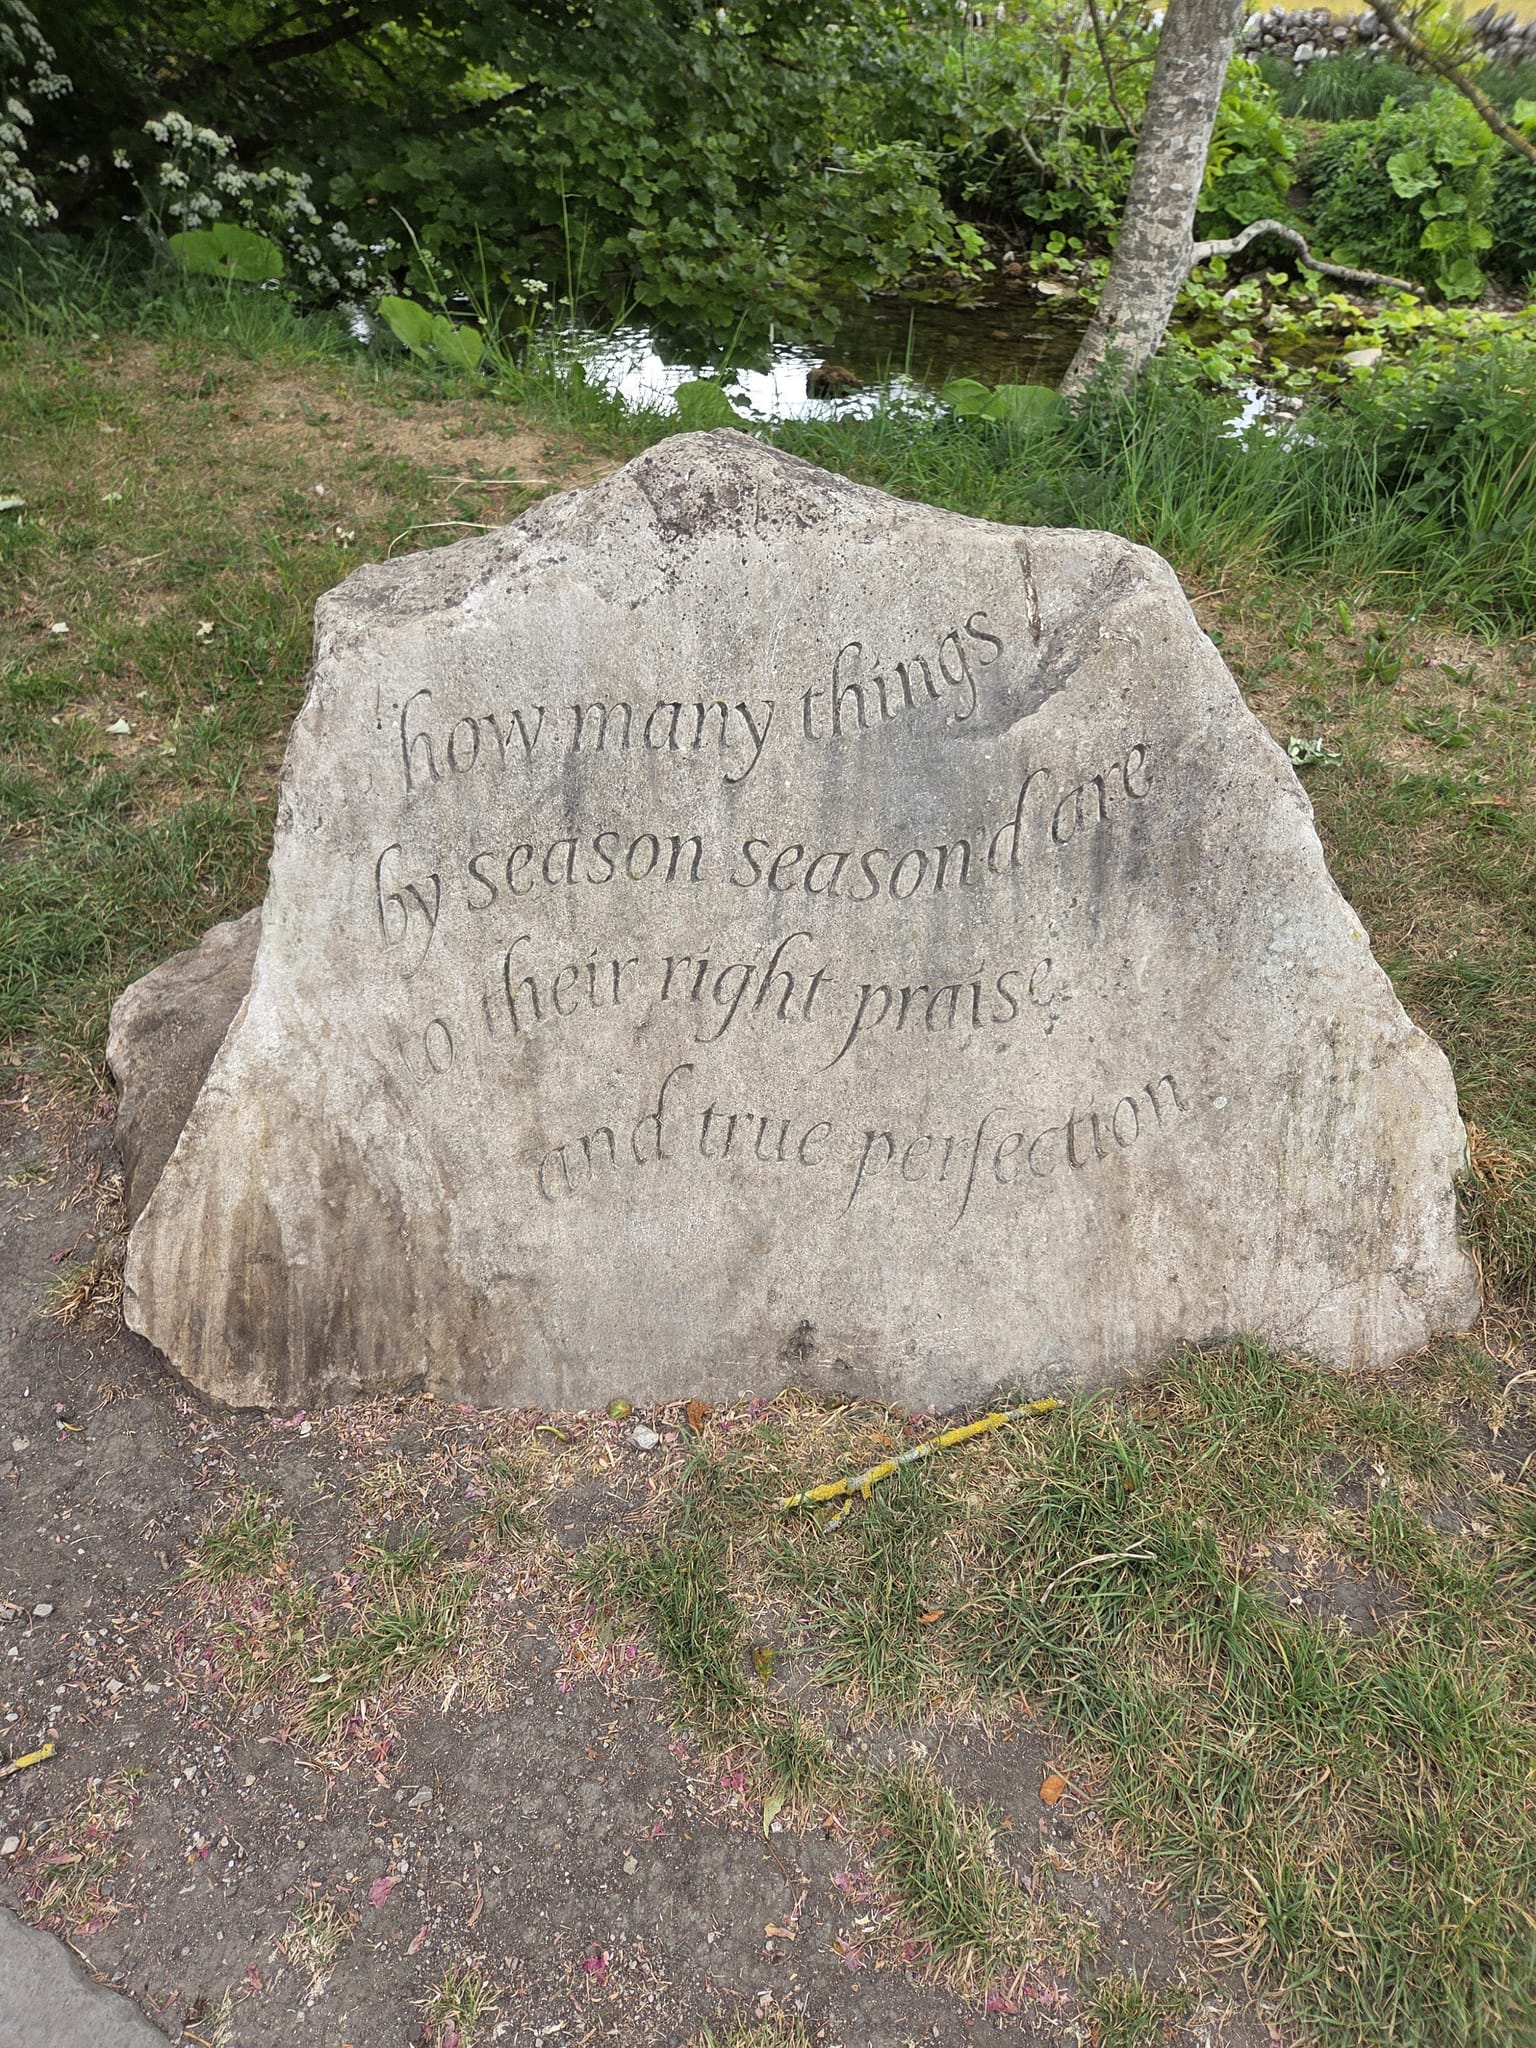 how many things
by season season'd are
to their right praise
and true perfection